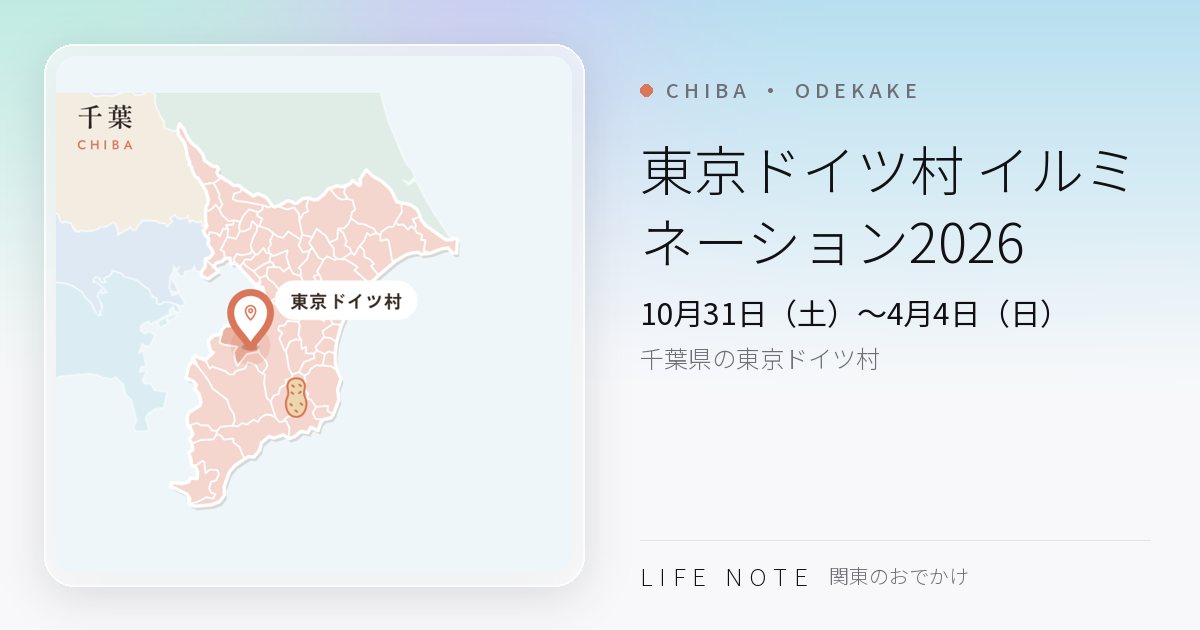 千葉
CHIBA
東京ドイツ村
CHIBA • ODEKAKE
東京ドイツ村 イルミ
ネーション2026
10月31日（土）〜4月4日（日）
千葉県の東京ドイツ村
LIFE NOTE 関東のおでかけ